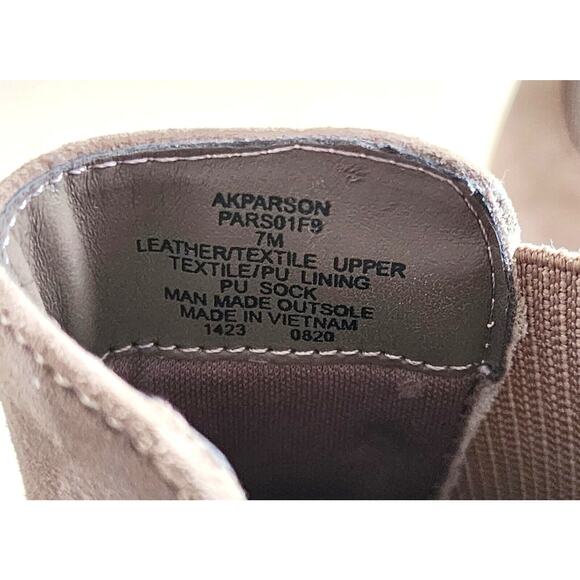 AKPARSON
PARS01F9
7M
LEATHER/TEXTILE UPPER
TEXTILE/PU LINING
PU SOCK
MAN MADE OUTSOLE
MADE IN VIETNAM
1423 0820